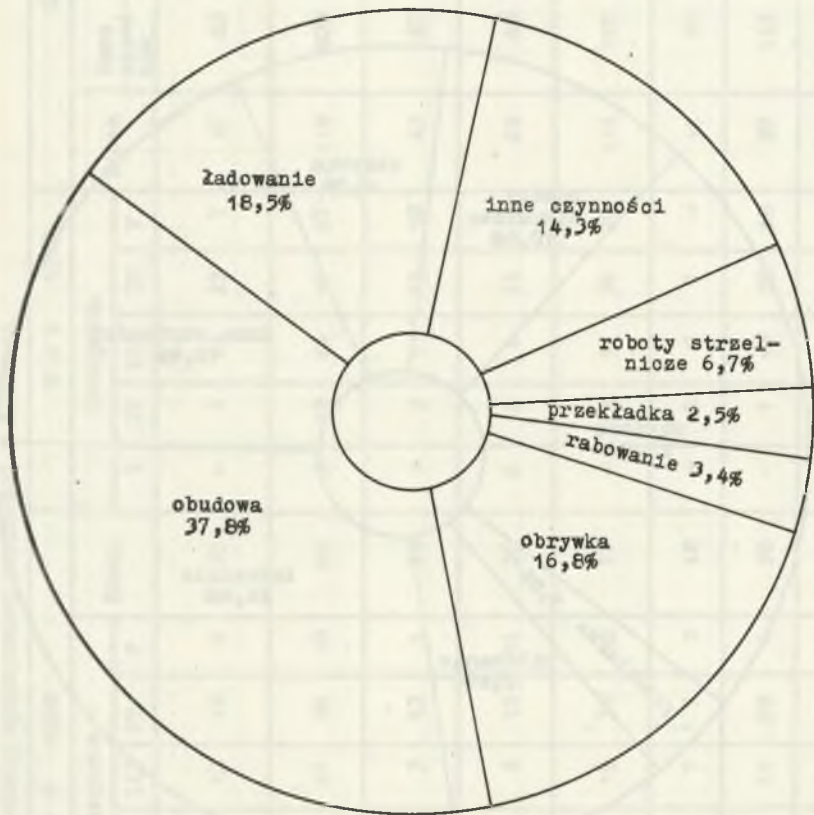 ładowanie
18,5%
inne czynności
14,3%
roboty strzel-
nicze 6,7%
przekładka 2,5%
rabowanie 3,4%
obudowa
37,8%
obrywka
16,8%